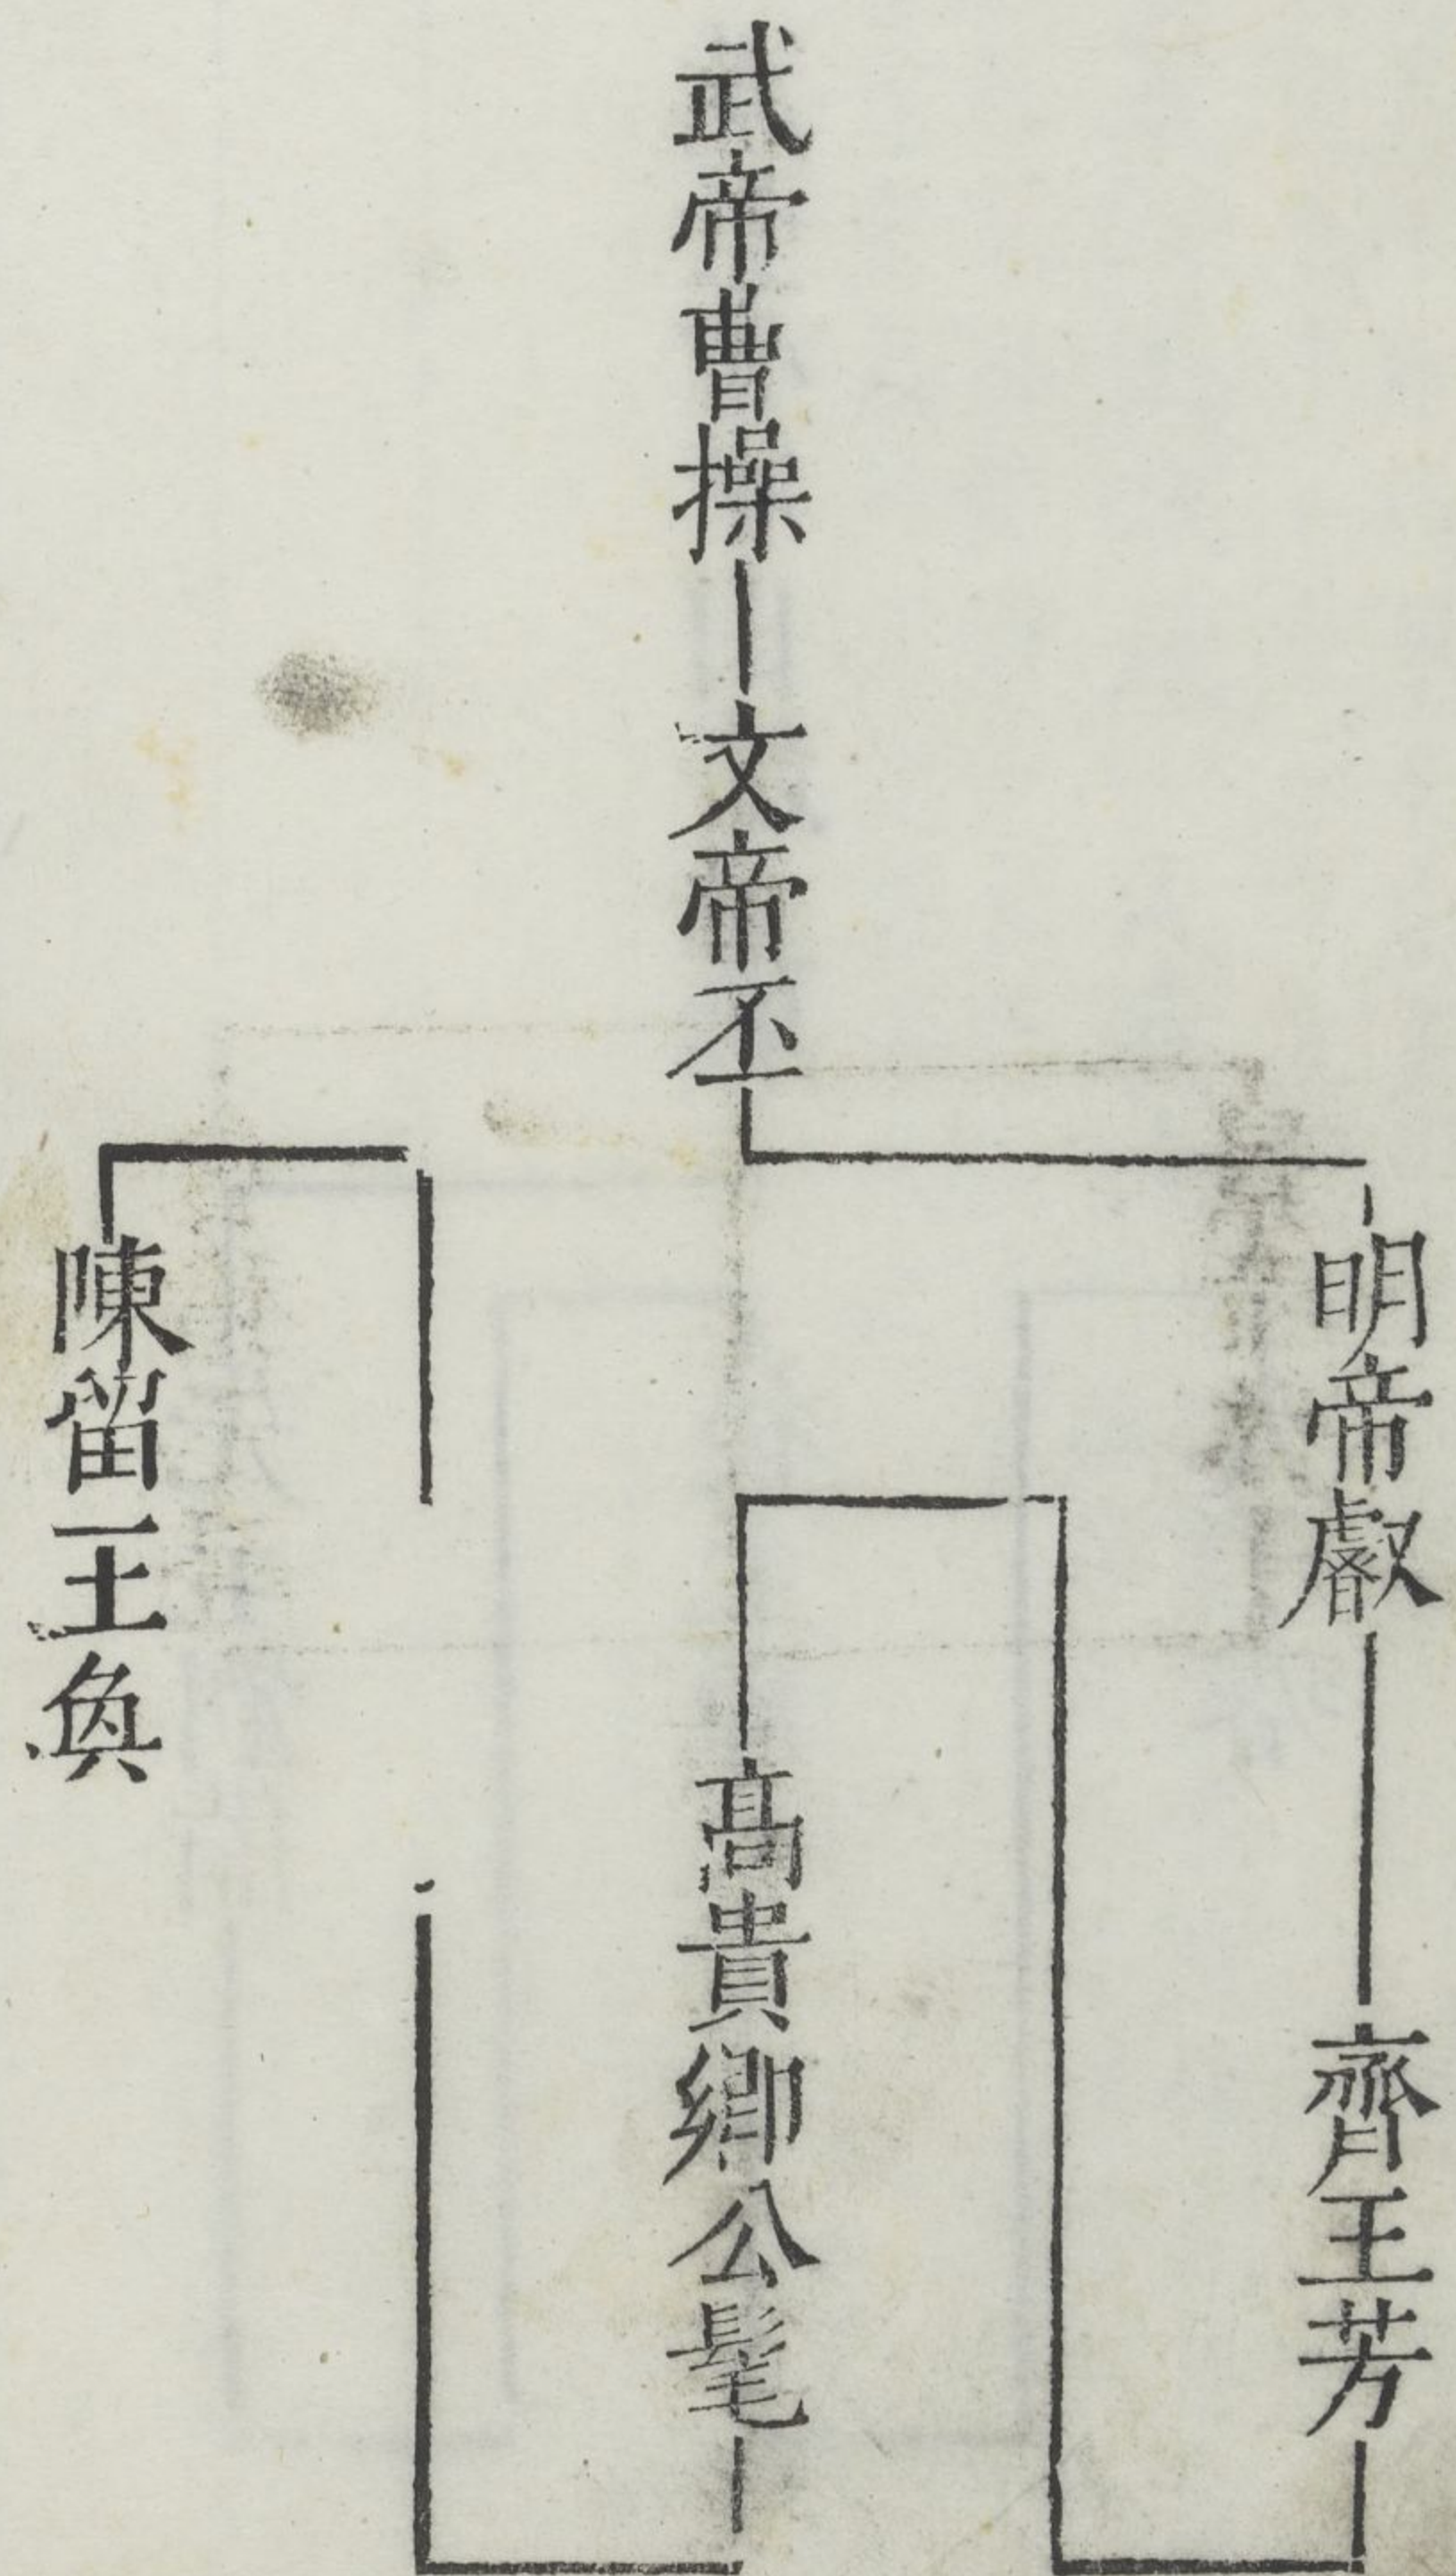 武帝曹操
文帝丕
明帝叡
齊王芳
高貴鄉公髦
陳留王奐